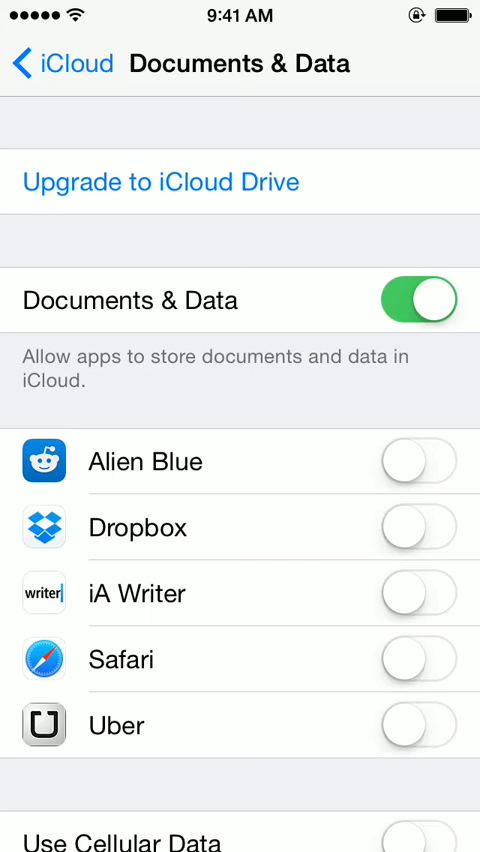 9:41 AM
iCloud Documents & Data
Upgrade to iCloud Drive
Documents & Data
Allow apps to store documents and data in
iCloud.
Alien Blue
Dropbox
writer iA Writer
Safari
Uber
Use Cellular Data